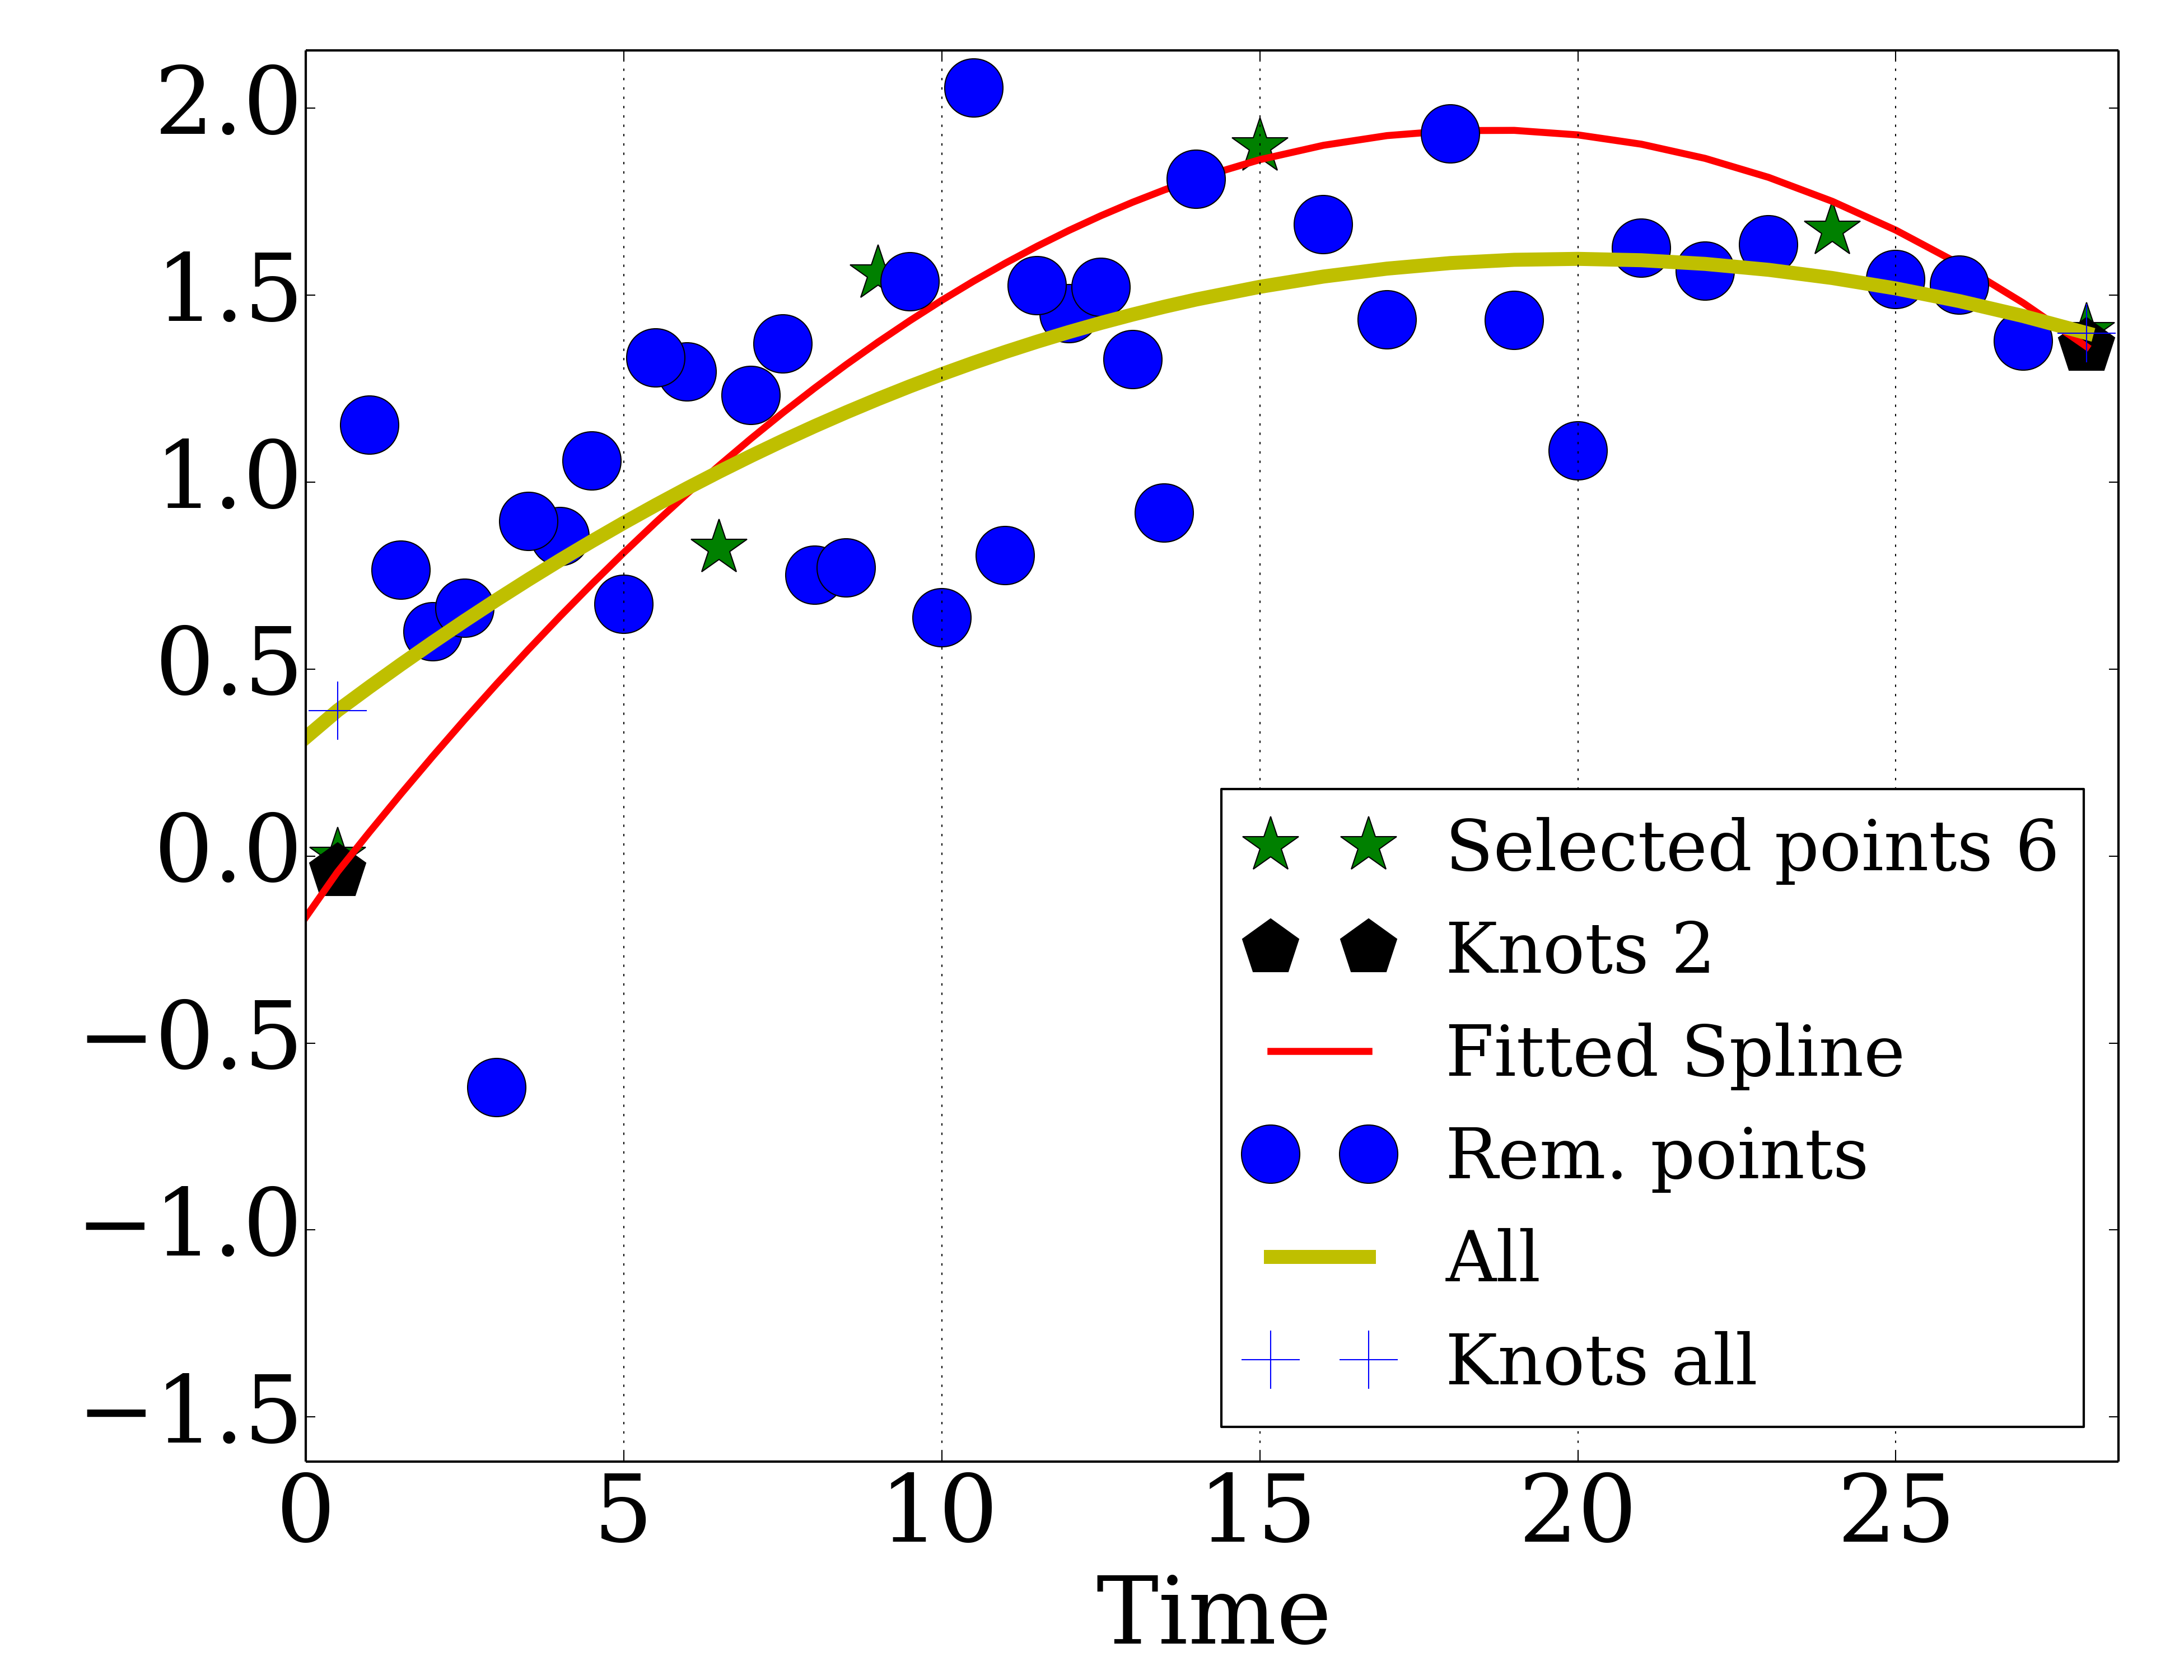 2.0
1.5
1.0
0.5
0.0
−0.5
−1.0
−1.5
Selected points 6
Knots 2
Fitted Spline
Rem. points
All
Knots all
0 5 10 15 20 25
Time